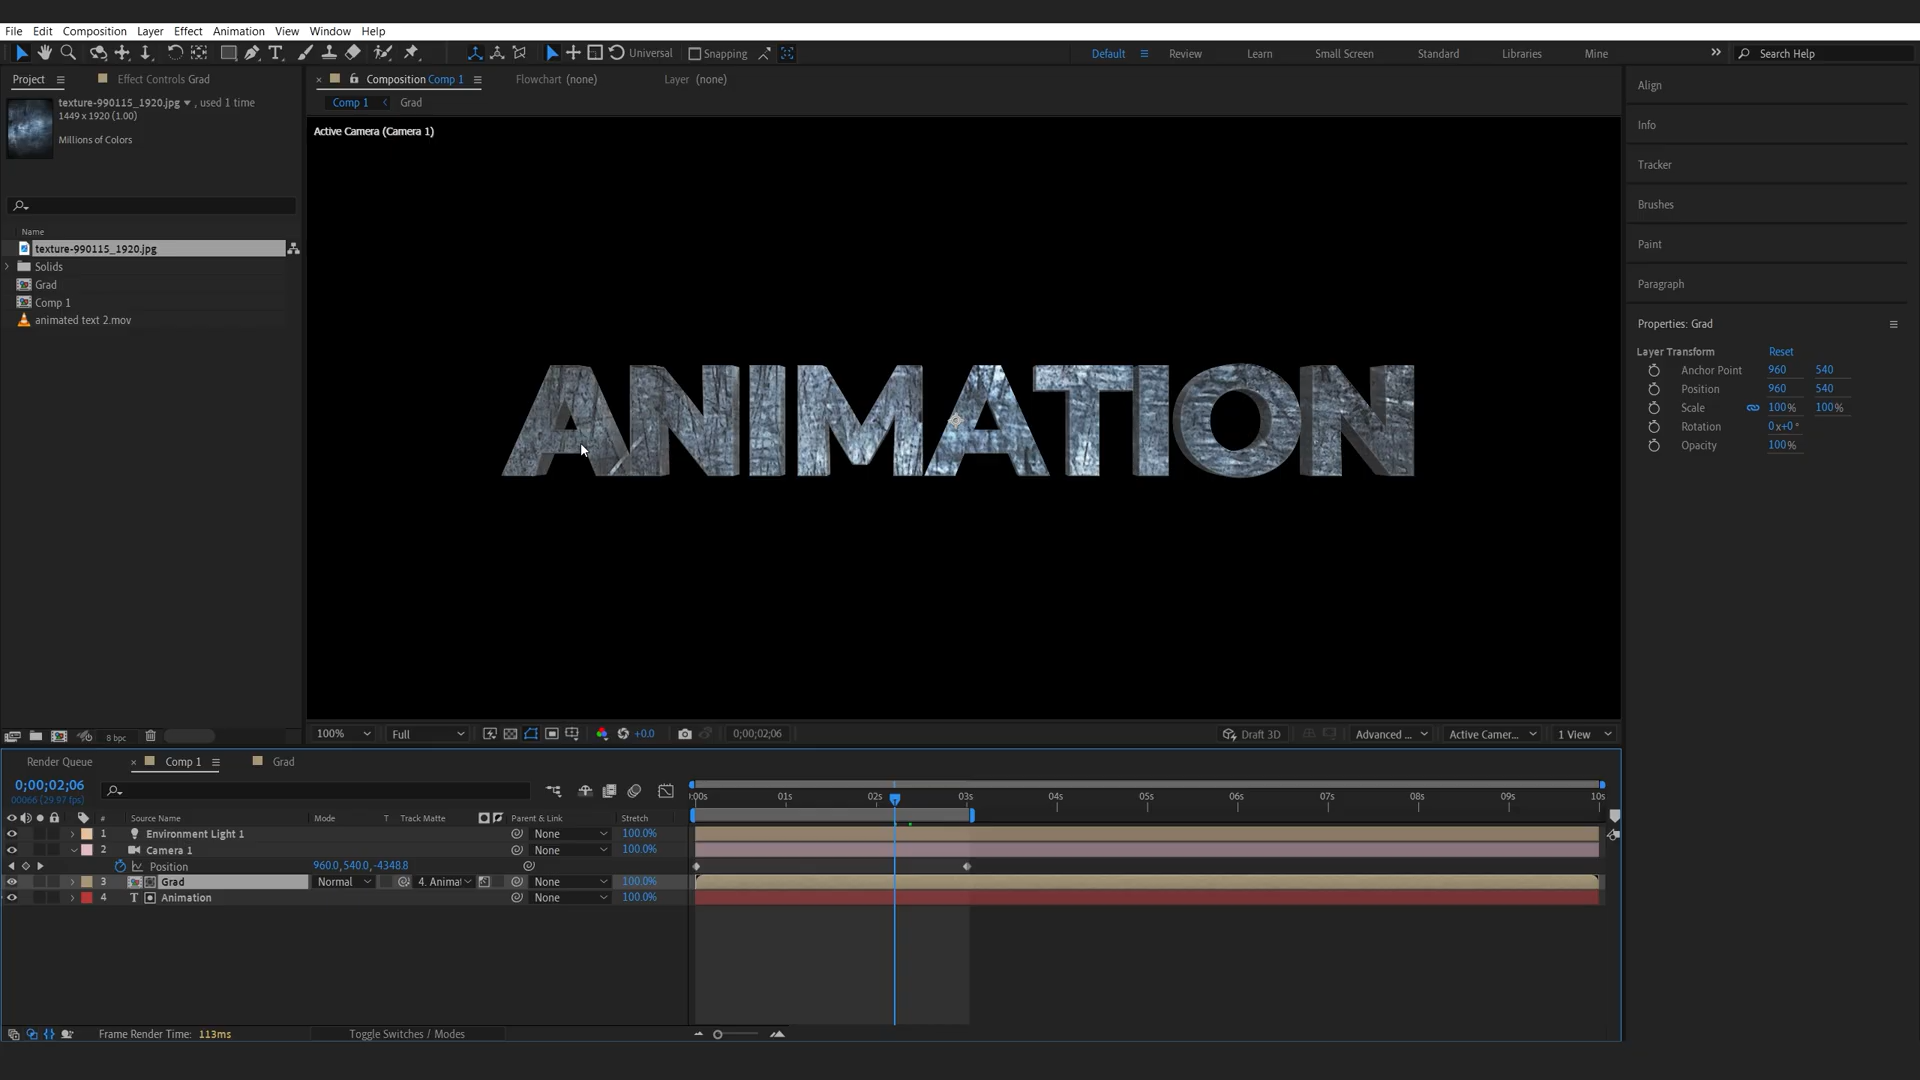 File Edit Composition Layer Effect Animation View Window Help
Universal Snapping Default Review Learn Small Screen Standard Libraries Mine Search Help
Project Effect Controls Grad
texture-990115_1920.jpg , used 1 time
1449 x 1920 (1.00)
Millions of Colors
Name
texture-990115_1920.jpg
Solids
Grad
Comp 1
animated text 2.mov
8 bpc
Composition Comp 1 Flowchart (none) Layer (none)
Comp 1 Grad
Active Camera (Camera 1)
ANIMATION
100% Full +0.0 0;00;02;06 Draft 3D Advanced ... Active Camer... 1 View
Align
Info
Tracker
Brushes
Paint
Paragraph
Properties: Grad
Layer Transform Reset
Anchor Point 960 540
Position 960 540
Scale 100% 100%
Rotation 0x+0°
Opacity 100%
Render Queue Comp 1 Grad
0;00;02;06
00066 (29.97 fps)
:00s 01s 02s 03s 04s 05s 06s 07s 08s 09s 10s
# Source Name Mode T Track Matte Parent & Link Stretch
1 Environment Light 1 None 100.0%
2 Camera 1 None 100.0%
Position 960.0,540.0,-4348.8
3 Grad Normal 4. Animat None 100.0%
4 T Animation None 100.0%
Frame Render Time: 113ms Toggle Switches / Modes